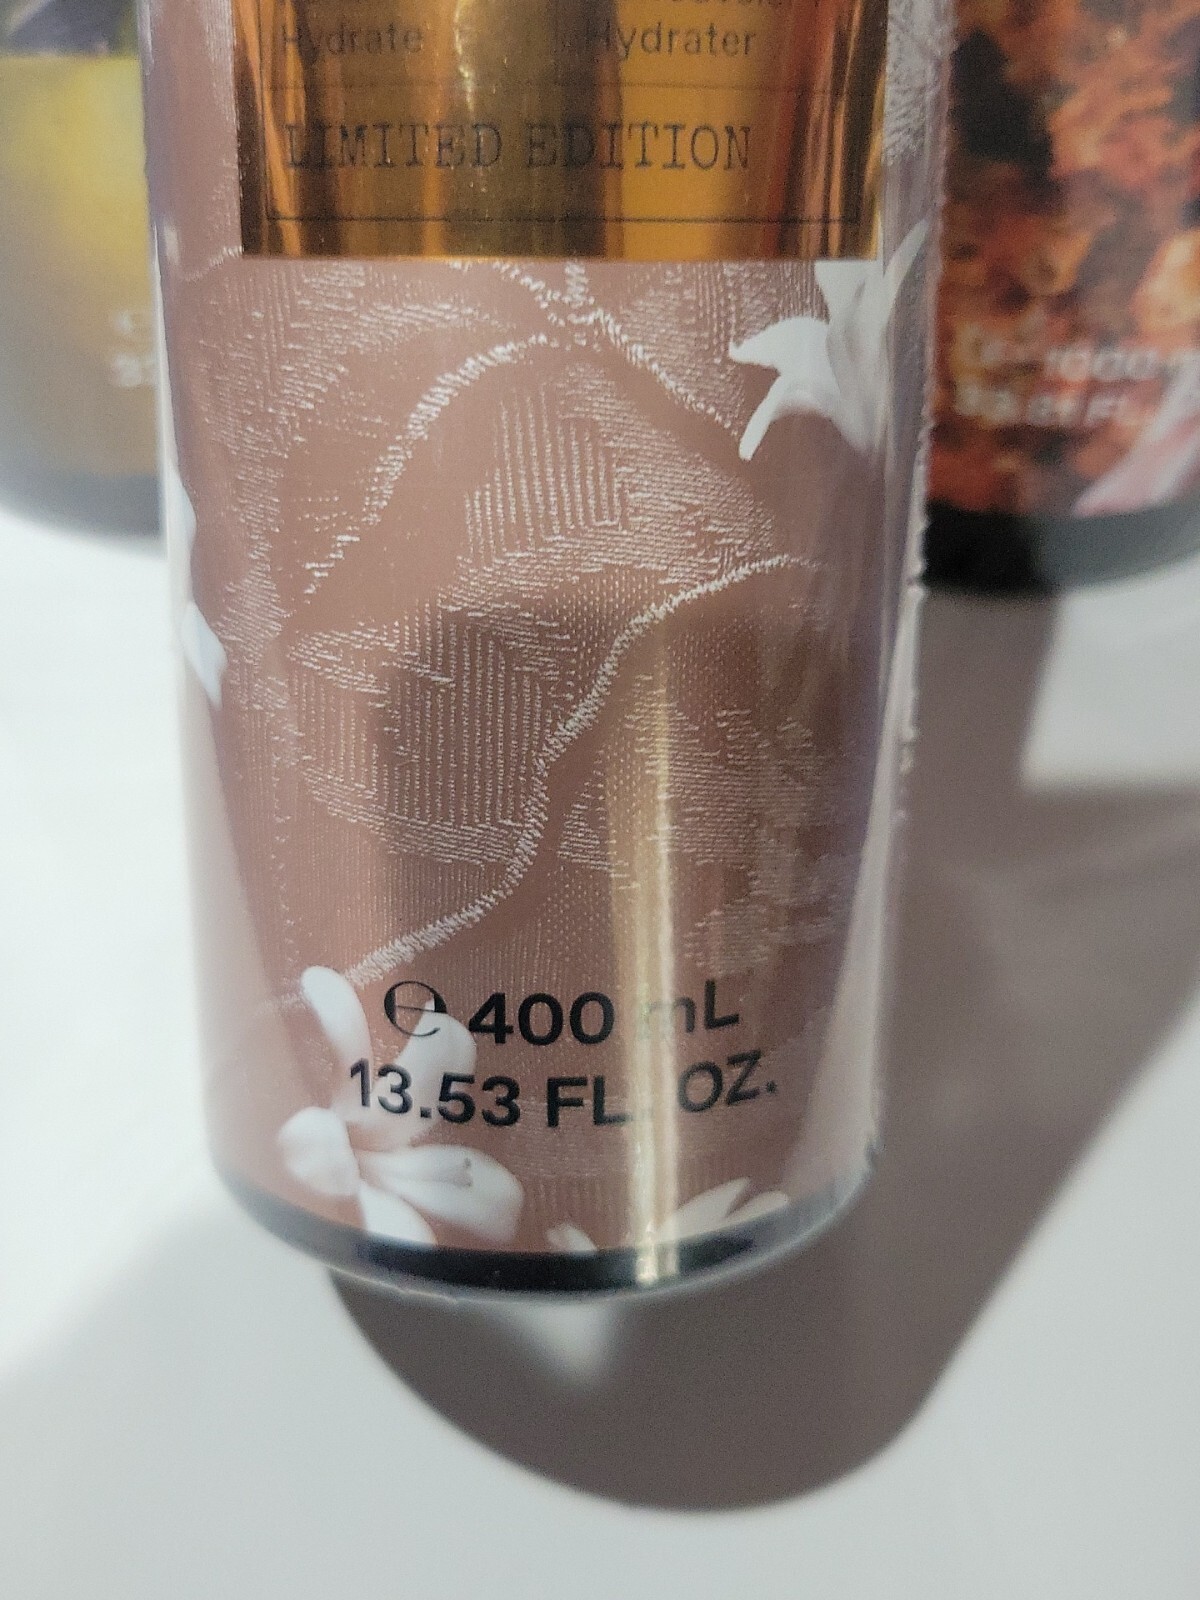 Hydrate Hydrater
LIMITED EDITION
℮ 400 mL
13.53 FL. OZ.